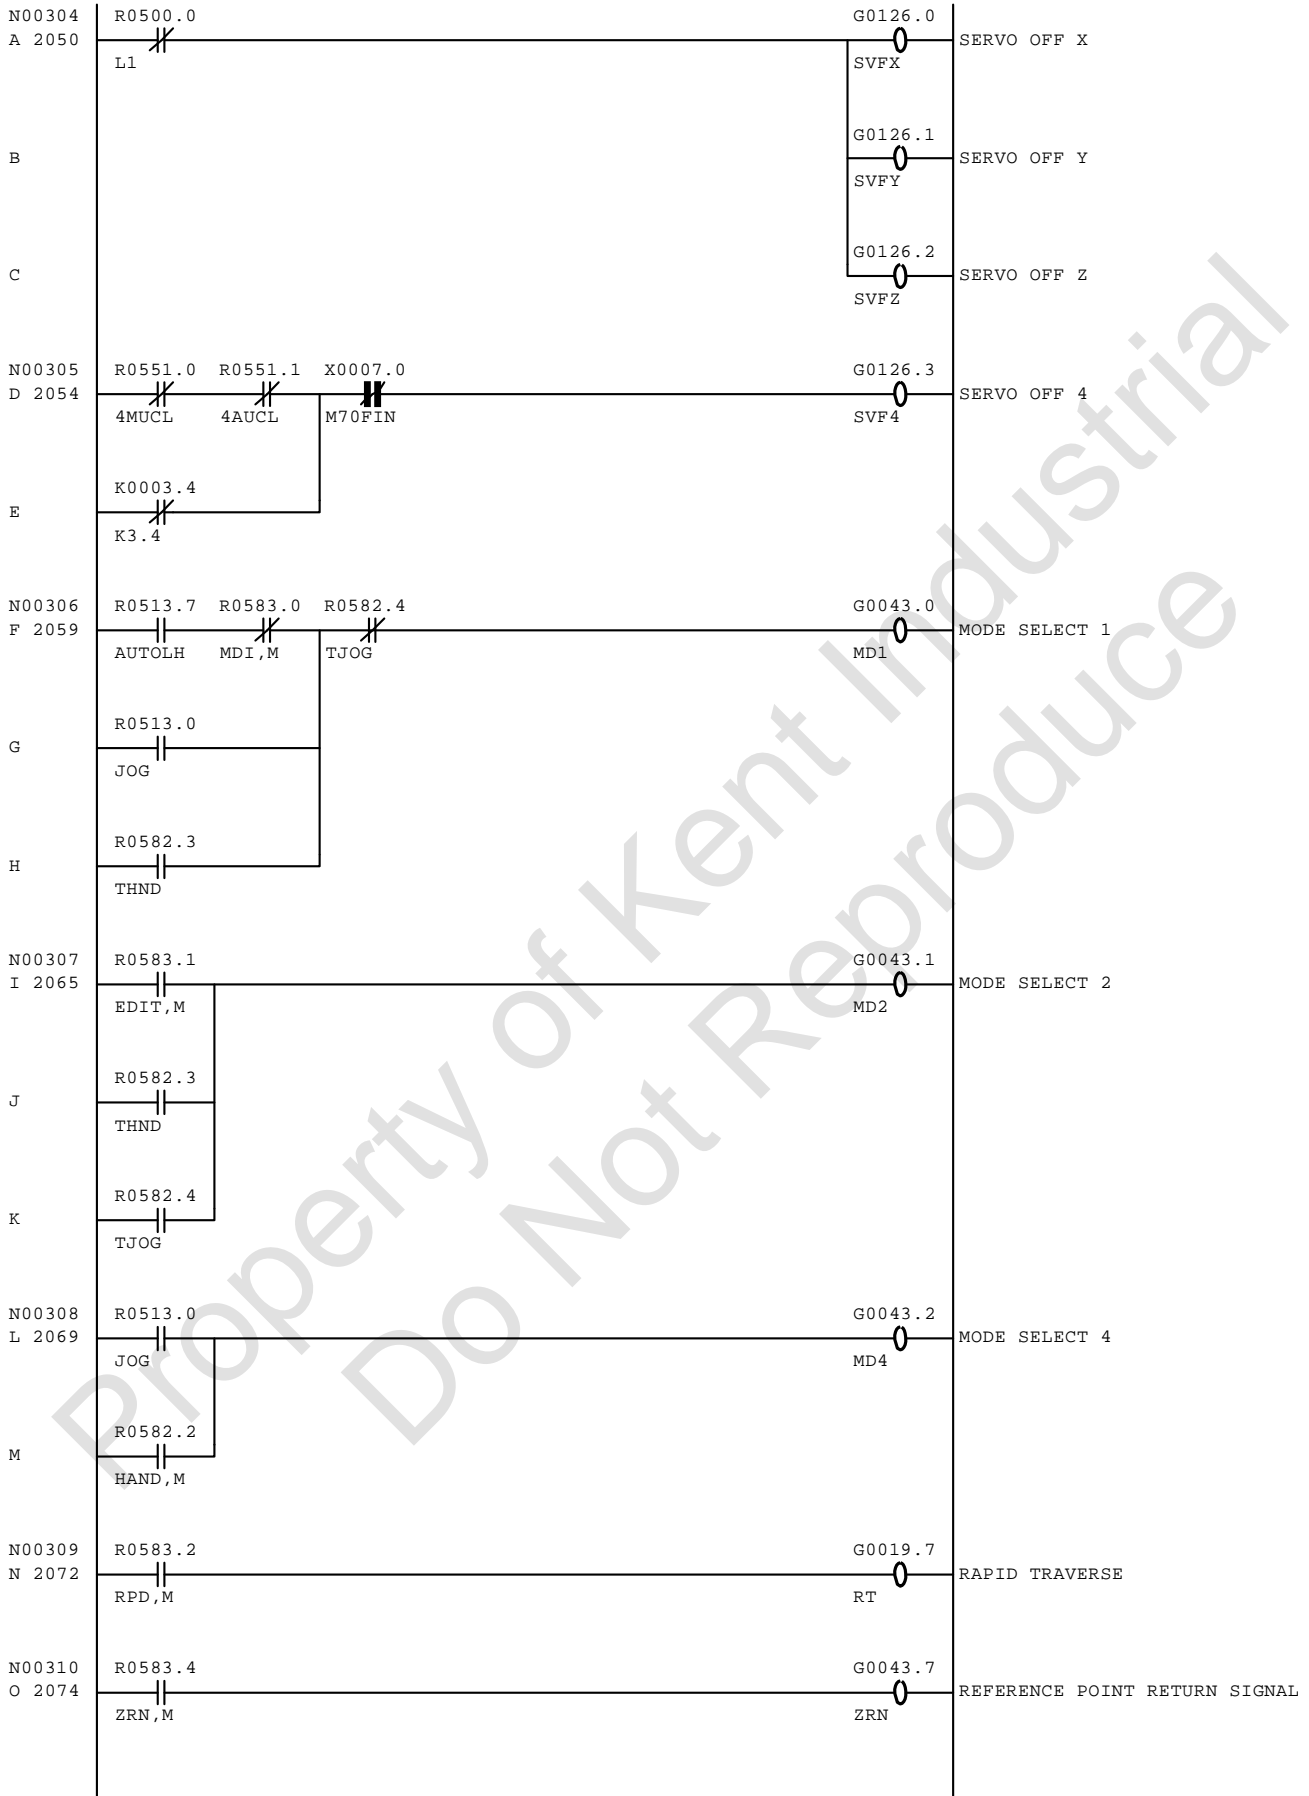 N00304 R0500.0 G0126.0
A 2050 SERVO OFF X
L1 SVFX
G0126.1
B SERVO OFF Y
SVFY
G0126.2
C SERVO OFF Z
SVFZ
N00305 R0551.0 R0551.1 X0007.0 G0126.3
D 2054 SERVO OFF 4
4MUCL 4AUCL M70FIN SVF4
K0003.4
E
K3.4
N00306 R0513.7 R0583.0 R0582.4 G0043.0
F 2059 MODE SELECT 1
AUTOLH MDI,M TJOG MD1
R0513.0
G
JOG
R0582.3
H
THND
N00307 R0583.1 G0043.1
I 2065 MODE SELECT 2
EDIT,M MD2
R0582.3
J
THND
R0582.4
K
TJOG
N00308 R0513.0 G0043.2
L 2069 MODE SELECT 4
JOG MD4
R0582.2
M
HAND,M
N00309 R0583.2 G0019.7
N 2072 RAPID TRAVERSE
RPD,M RT
N00310 R0583.4 G0043.7
O 2074 REFERENCE POINT RETURN SIGNAL
ZRN,M ZRN
Property of Kent Industrial
Do Not Reproduce